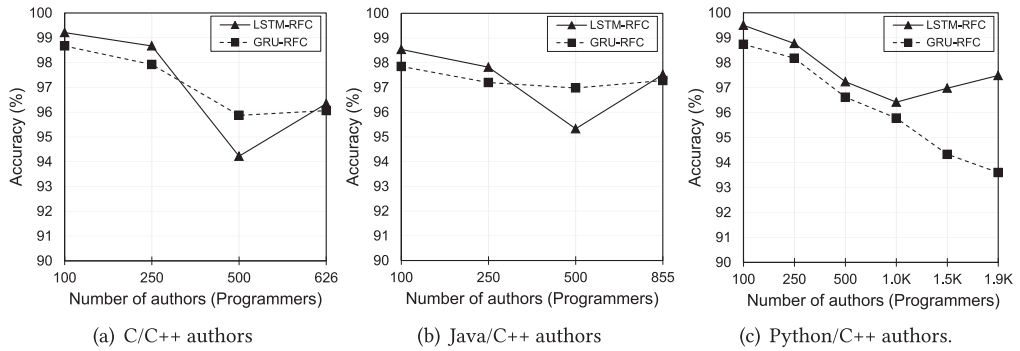 100
99
98
97
96
95
94
93
92
91
90
Accuracy (%)
LSTM-RFC
GRU-RFC
100 250 500 626
Number of authors (Programmers)
(a) C/C++ authors
100
99
98
97
96
95
94
93
92
91
90
Accuracy (%)
LSTM-RFC
GRU-RFC
100 250 500 855
Number of authors (Programmers)
(b) Java/C++ authors
100
99
98
97
96
95
94
93
92
91
90
Accuracy (%)
LSTM-RFC
GRU-RFC
100 250 500 1.0K 1.5K 1.9K
Number of authors (Programmers)
(c) Python/C++ authors.